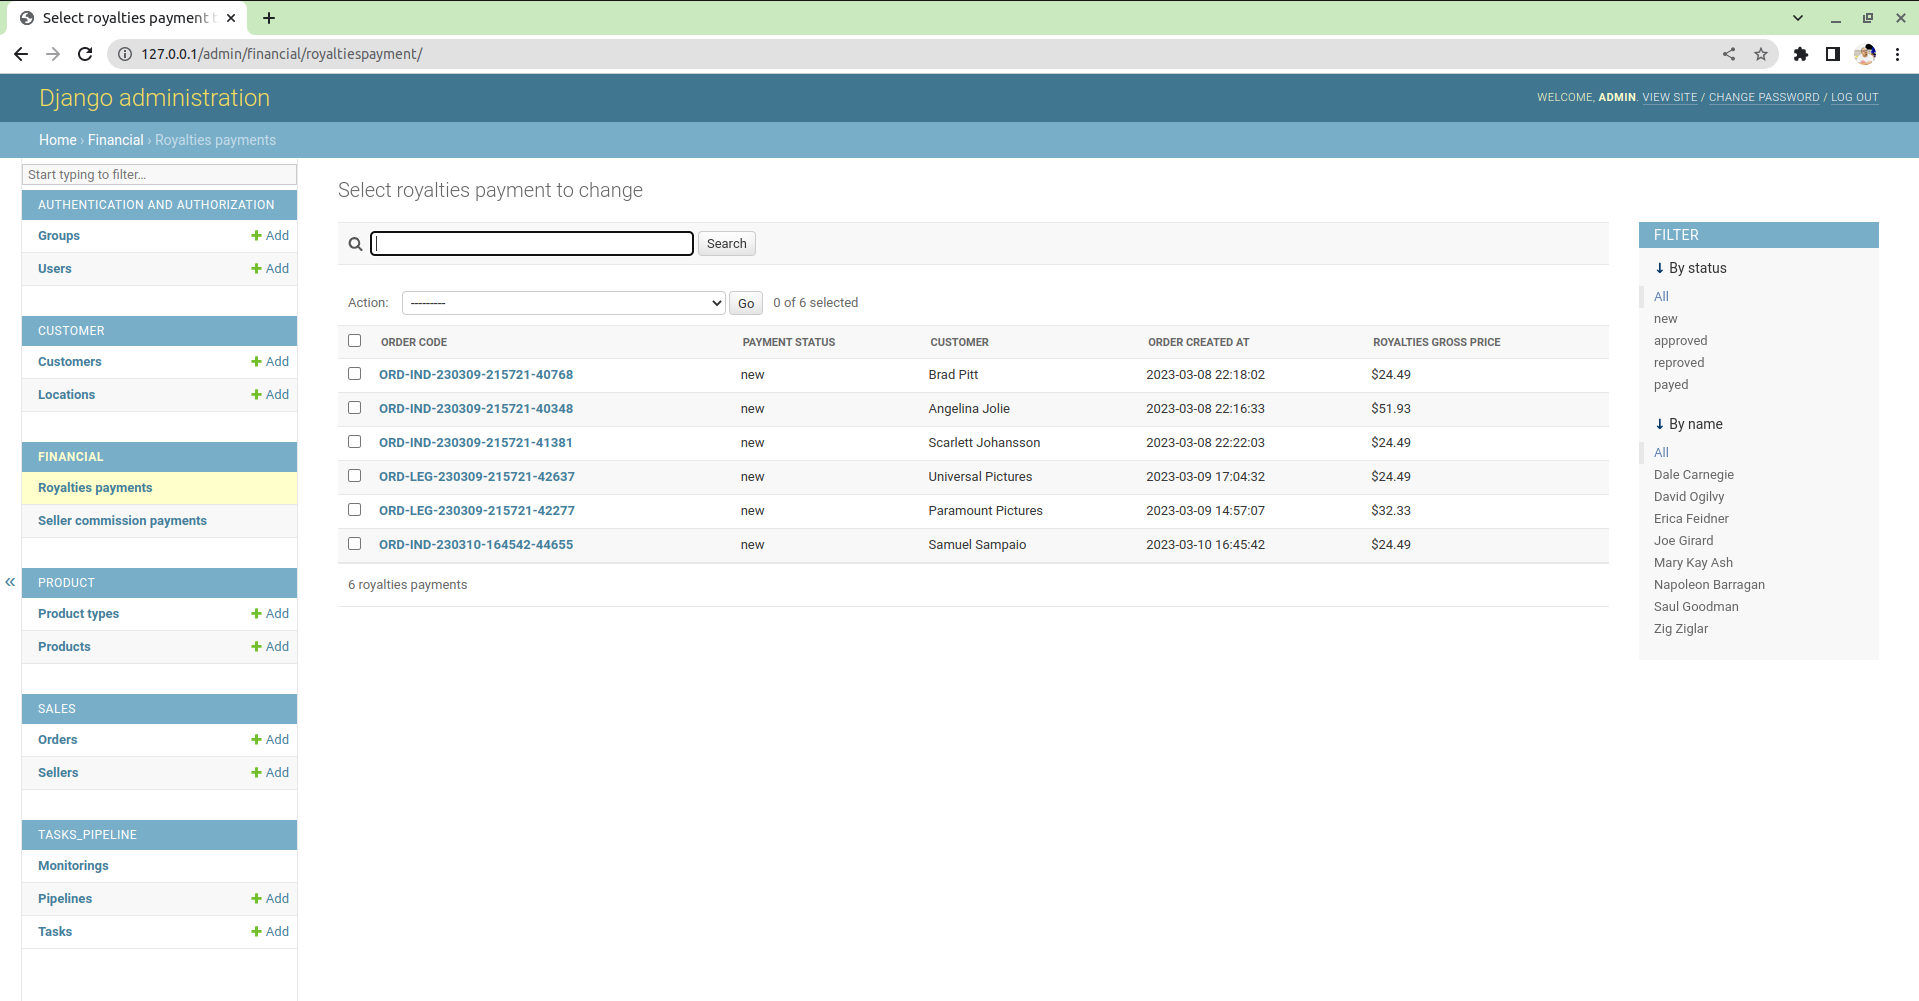 Select royalties payment t
127.0.0.1/admin/financial/royaltiespayment/
Django administration
WELCOME, ADMIN. VIEW SITE / CHANGE PASSWORD / LOG OUT
Home › Financial › Royalties payments
Start typing to filter...
AUTHENTICATION AND AUTHORIZATION
Groups Add
Users Add
CUSTOMER
Customers Add
Locations Add
FINANCIAL
Royalties payments
Seller commission payments
«
PRODUCT
Product types Add
Products Add
SALES
Orders Add
Sellers Add
TASKS_PIPELINE
Monitorings
Pipelines Add
Tasks Add
Select royalties payment to change
Search
Action: --------- Go 0 of 6 selected
ORDER CODE PAYMENT STATUS CUSTOMER ORDER CREATED AT ROYALTIES GROSS PRICE
ORD-IND-230309-215721-40768 new Brad Pitt 2023-03-08 22:18:02 $24.49
ORD-IND-230309-215721-40348 new Angelina Jolie 2023-03-08 22:16:33 $51.93
ORD-IND-230309-215721-41381 new Scarlett Johansson 2023-03-08 22:22:03 $24.49
ORD-LEG-230309-215721-42637 new Universal Pictures 2023-03-09 17:04:32 $24.49
ORD-LEG-230309-215721-42277 new Paramount Pictures 2023-03-09 14:57:07 $32.33
ORD-IND-230310-164542-44655 new Samuel Sampaio 2023-03-10 16:45:42 $24.49
6 royalties payments
FILTER
↓ By status
All
new
approved
reproved
payed
↓ By name
All
Dale Carnegie
David Ogilvy
Erica Feidner
Joe Girard
Mary Kay Ash
Napoleon Barragan
Saul Goodman
Zig Ziglar